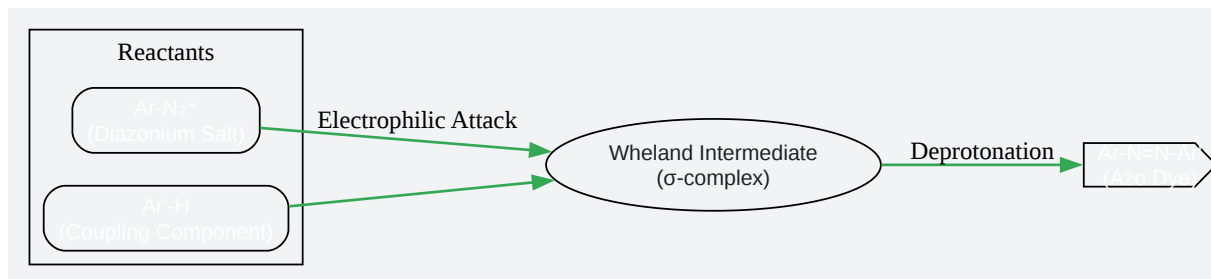 Reactants
Ar-N₂⁺
(Diazonium Salt)
Electrophilic Attack
Ar'-H
(Coupling Component)
Wheland Intermediate
(σ-complex)
Deprotonation
Ar-N=N-Ar'
(Azo Dye)